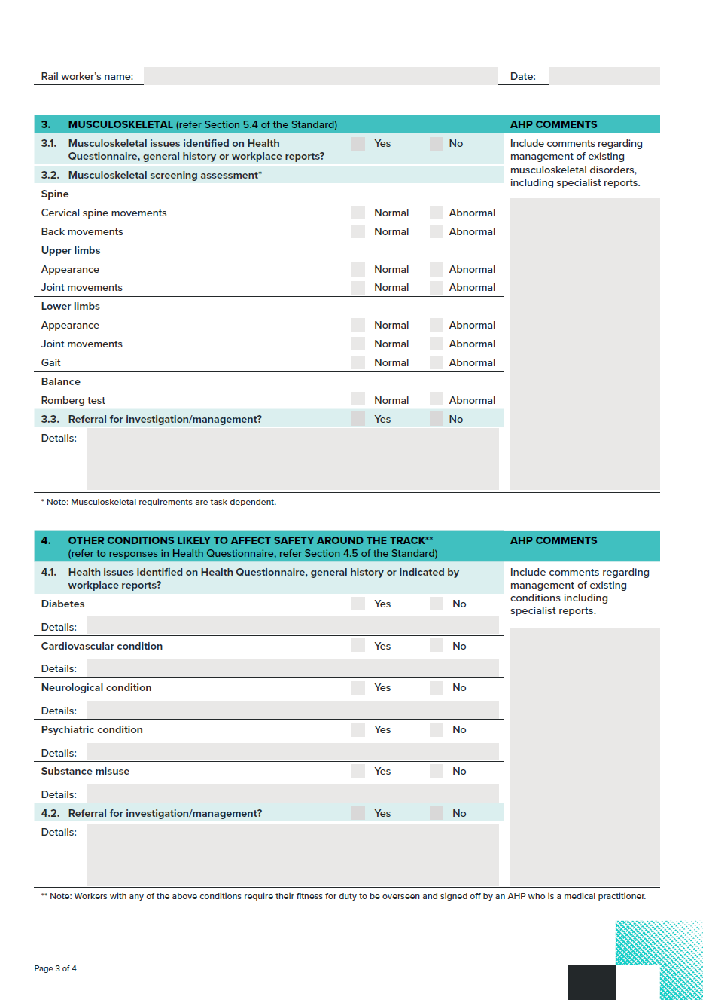 Rail worker's name: Date:
3. MUSCULOSKELETAL (refer Section 5.4 of the Standard) AHP COMMENTS
3.1. Musculoskeletal issues identified on Health Yes No
Questionnaire, general history or workplace reports?
Include comments regarding
management of existing
musculoskeletal disorders,
including specialist reports.
3.2. Musculoskeletal screening assessment*
Spine
Cervical spine movements Normal Abnormal
Back movements Normal Abnormal
Upper limbs
Appearance Normal Abnormal
Joint movements Normal Abnormal
Lower limbs
Appearance Normal Abnormal
Joint movements Normal Abnormal
Gait Normal Abnormal
Balance
Romberg test Normal Abnormal
3.3. Referral for investigation/management? Yes No
Details:
* Note: Musculoskeletal requirements are task dependent.
4. OTHER CONDITIONS LIKELY TO AFFECT SAFETY AROUND THE TRACK** AHP COMMENTS
(refer to responses in Health Questionnaire, refer Section 4.5 of the Standard)
4.1. Health issues identified on Health Questionnaire, general history or indicated by
workplace reports?
Include comments regarding
management of existing
conditions including
specialist reports.
Diabetes Yes No
Details:
Cardiovascular condition Yes No
Details:
Neurological condition Yes No
Details:
Psychiatric condition Yes No
Details:
Substance misuse Yes No
Details:
4.2. Referral for investigation/management? Yes No
Details:
** Note: Workers with any of the above conditions require their fitness for duty to be overseen and signed off by an AHP who is a medical practitioner.
Page 3 of 4